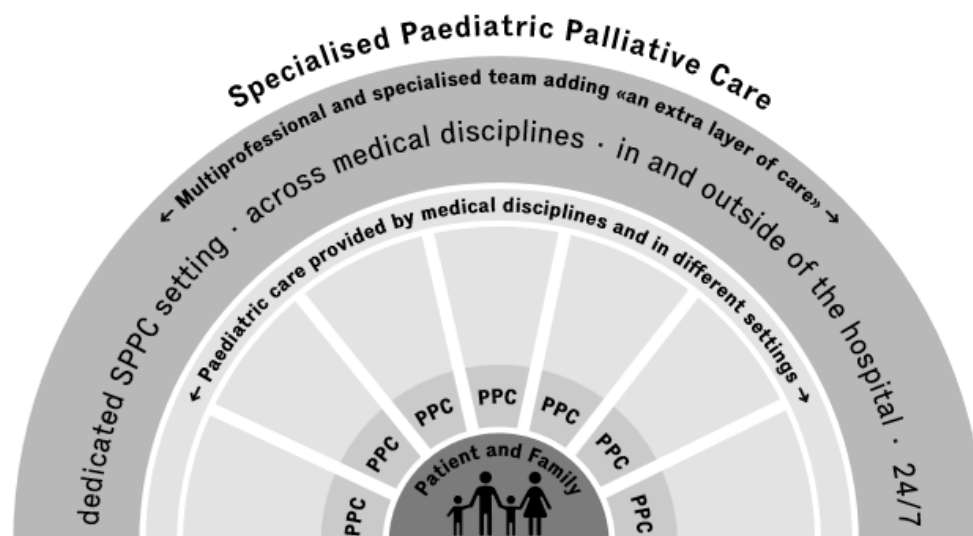 Specialised Paediatric Palliative Care
← Multiprofessional and specialised team adding «an extra layer of care» →
dedicated SPPC setting · across medical disciplines · in and outside of the hospital · 24/7
← Paediatric care provided by medical disciplines and in different settings →
PPC
PPC
PPC
PPC
PPC
PPC
PPC
Patient and Family